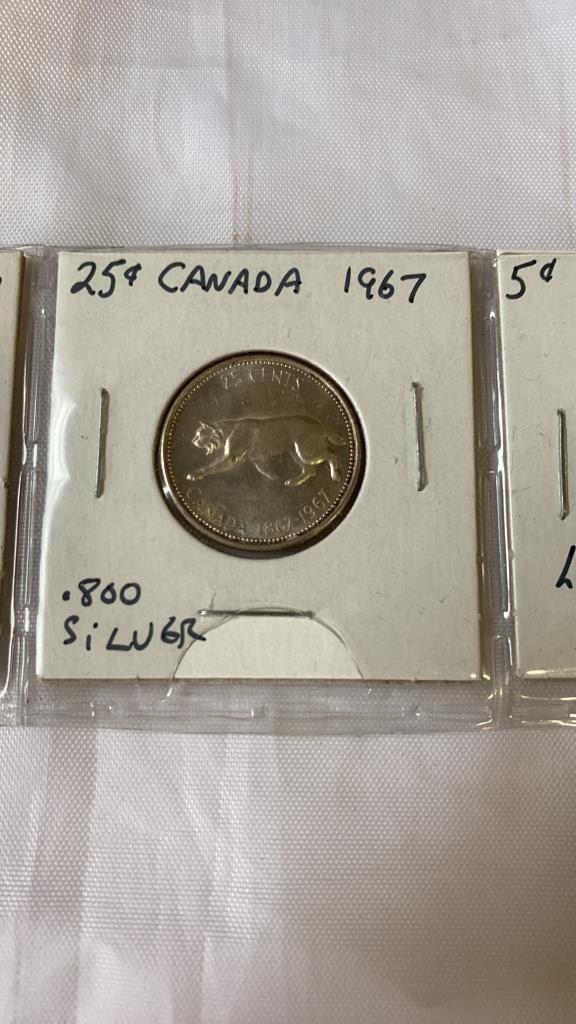 25¢ CANADA 1967
5¢
25 CENTS
CANADA 1867-1967
.800
SiLVER
L